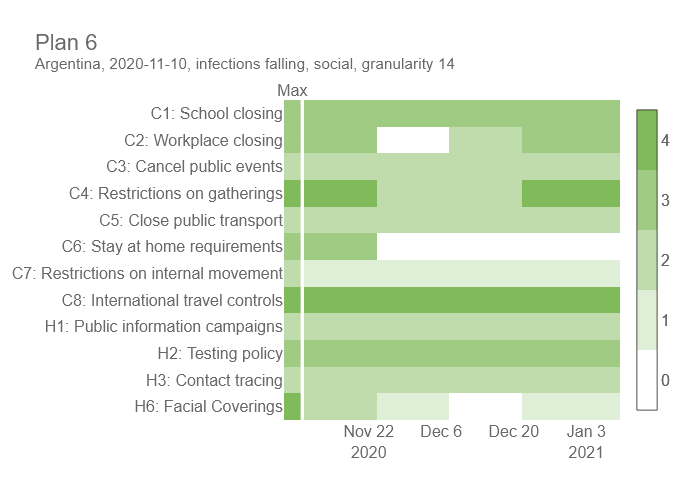 Plan 6
Argentina, 2020-11-10, infections falling, social, granularity 14
Max
C1: School closing
C2: Workplace closing
C3: Cancel public events
C4: Restrictions on gatherings
C5: Close public transport
C6: Stay at home requirements
C7: Restrictions on internal movement
C8: International travel controls
H1: Public information campaigns
H2: Testing policy
H3: Contact tracing
H6: Facial Coverings
Nov 22 Dec 6 Dec 20 Jan 3
2020 2021
4
3
2
1
0